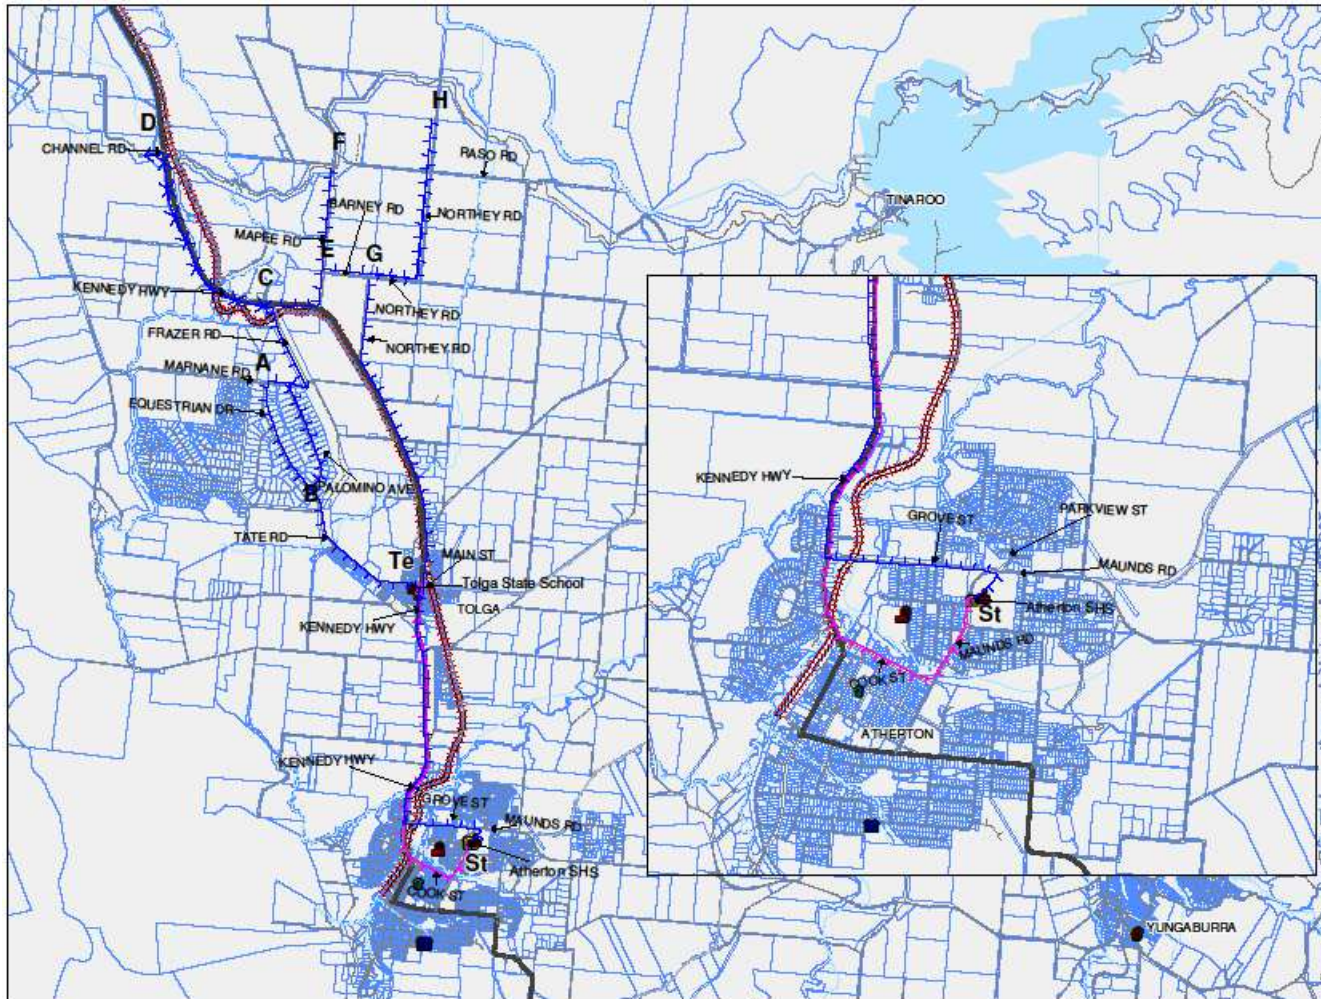 H
D
F
CHANNEL RD
RASO RD
BARNEY RD
NORTHEY RD
TINAROO
MAPEE RD
E
G
C
KENNEDY HWY
NORTHEY RD
FRAZER RD
NORTHEY RD
A
MARNANE RD
EQUESTRIAN DR
B
PALOMINO AVE
TATE RD
Te
MAIN ST
Tolga State School
TOLGA
KENNEDY HWY
KENNEDY HWY
GROVE ST
MAUNDS RD
St
Atherton SHS
COOK ST
KENNEDY HWY
GROVE ST
PARKVIEW ST
MAUNDS RD
Atherton SHS
St
MAUNDS RD
COOK ST
ATHERTON
YUNGABURRA